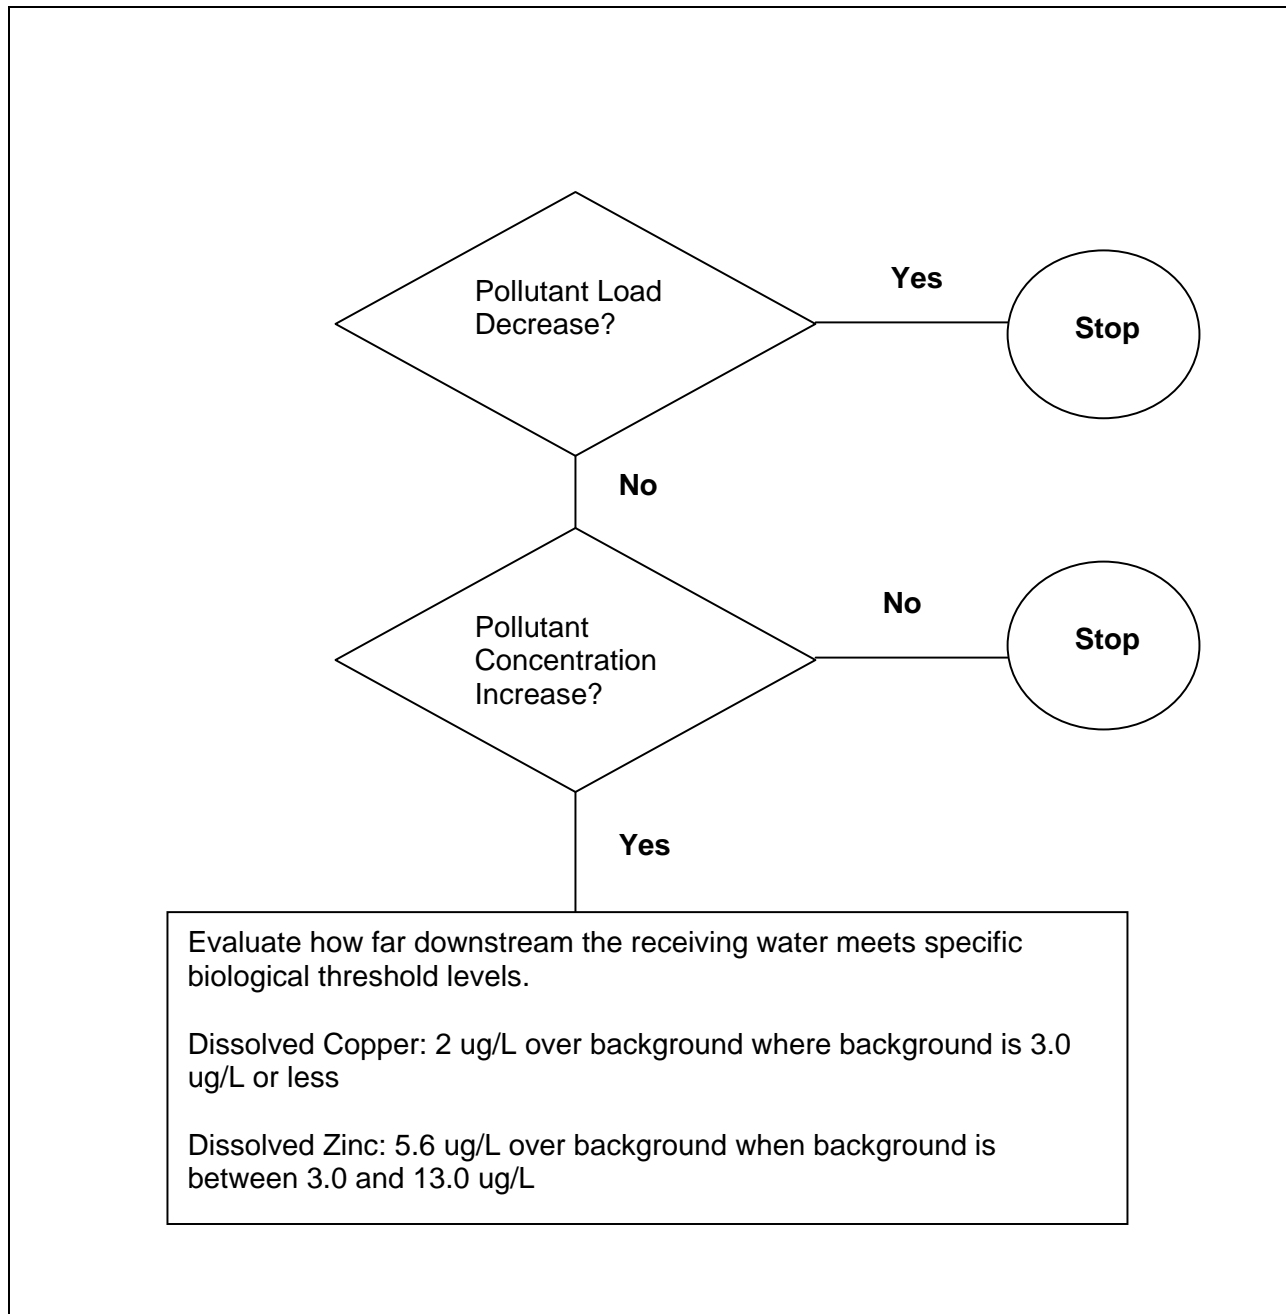 Pollutant Load
Decrease?
Yes
Stop
No
Pollutant
Concentration
Increase?
No
Stop
Yes
Evaluate how far downstream the receiving water meets specific
biological threshold levels.
Dissolved Copper: 2 ug/L over background where background is 3.0
ug/L or less
Dissolved Zinc: 5.6 ug/L over background when background is
between 3.0 and 13.0 ug/L